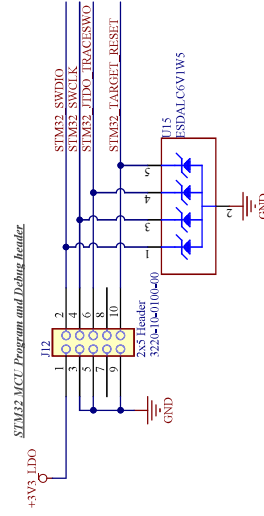 STM32 MCU Program and Debug header
+3V3_LDO
J12
1
2
3
4
5
6
7
8
9
10
2x5 Header
3220-10-0100-00
GND
STM32_SWDIO
STM32_SWCLK
STM32_JTDO_TRACESWO
STM32_TARGET_RESET
U15
ESDALC6V1W5
1
3
4
5
2
GND